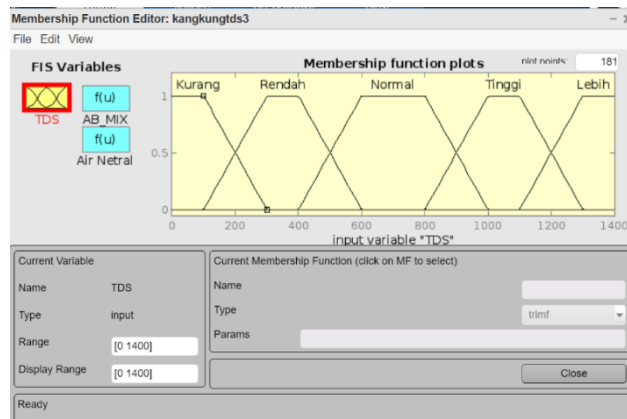 Membership Function Editor: kangkungtds3
File Edit View
FIS Variables
TDS
f(u)
AB_MIX
f(u)
Air Netral
Membership function plots
plot points:
181
Kurang Rendah Normal Tinggi Lebih
1
0.5
0
0 200 400 600 800 1000 1200 1400
input variable "TDS"
Current Variable
Name TDS
Type input
Range [0 1400]
Display Range [0 1400]
Current Membership Function (click on MF to select)
Name
Type trimf
Params
Close
Ready